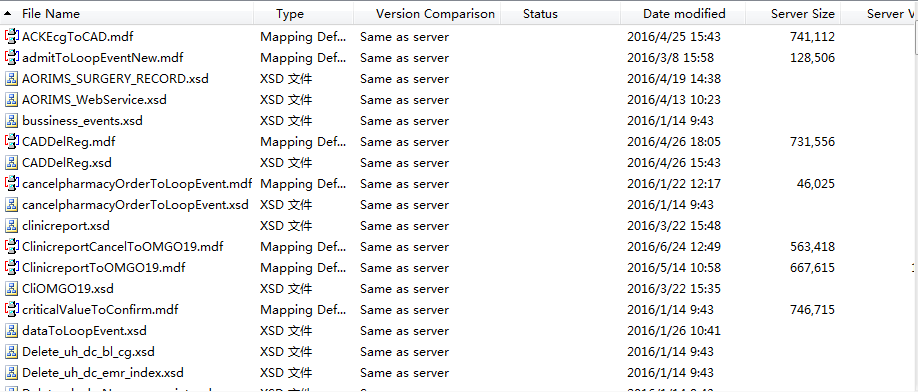 File Name Type Version Comparison Status Date modified Server Size Server V
ACKEcgToCAD.mdf Mapping Def... Same as server 2016/4/25 15:43 741,112
admitToLoopEventNew.mdf Mapping Def... Same as server 2016/3/8 15:58 128,506
AORIMS_SURGERY_RECORD.xsd XSD 文件 Same as server 2016/4/19 14:38
AORIMS_WebService.xsd XSD 文件 Same as server 2016/4/13 10:23
bussiness_events.xsd XSD 文件 Same as server 2016/1/14 9:43
CADDelReg.mdf Mapping Def... Same as server 2016/4/26 18:05 731,556
CADDelReg.xsd XSD 文件 Same as server 2016/4/26 15:43
cancelpharmacyOrderToLoopEvent.mdf Mapping Def... Same as server 2016/1/22 12:17 46,025
cancelpharmacyOrderToLoopEvent.xsd XSD 文件 Same as server 2016/1/14 9:43
clinicreport.xsd XSD 文件 Same as server 2016/3/22 15:48
ClinicreportCancelToOMGO19.mdf Mapping Def... Same as server 2016/6/24 12:49 563,418
ClinicreportToOMGO19.mdf Mapping Def... Same as server 2016/5/14 10:58 667,615
CliOMGO19.xsd XSD 文件 Same as server 2016/3/22 15:35
criticalValueToConfirm.mdf Mapping Def... Same as server 2016/1/14 9:43 746,715
dataToLoopEvent.xsd XSD 文件 Same as server 2016/1/26 10:41
Delete_uh_dc_bl_cg.xsd XSD 文件 Same as server 2016/1/14 9:43
Delete_uh_dc_emr_index.xsd XSD 文件 Same as server 2016/1/14 9:43